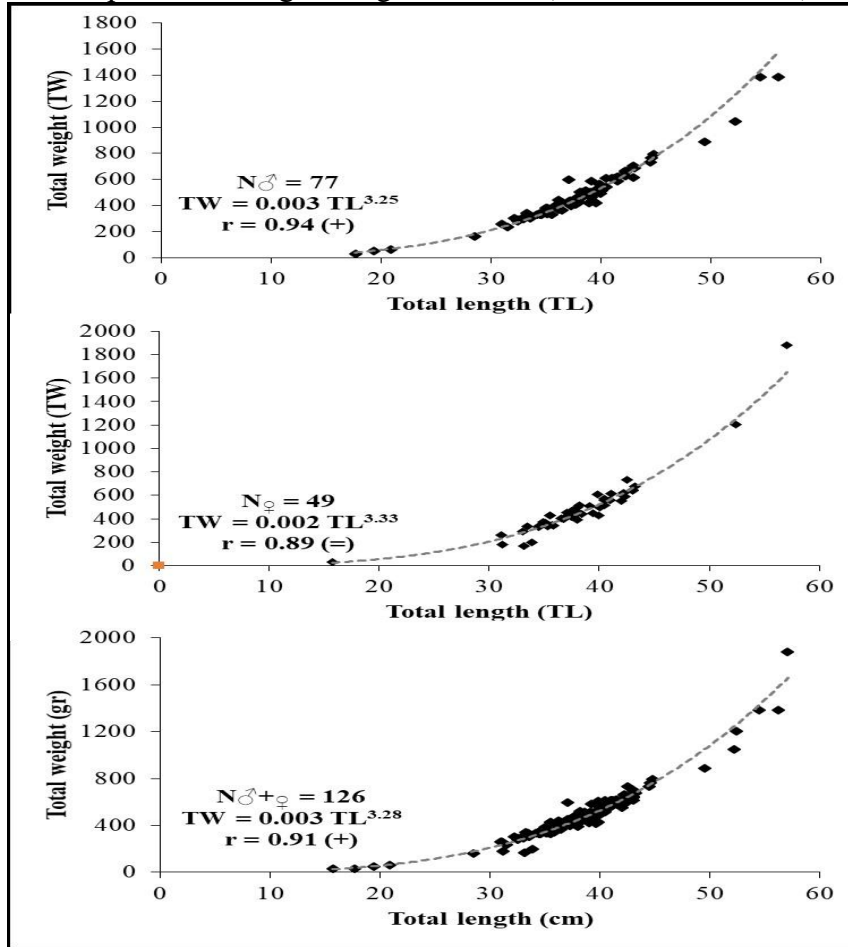 1800
1600
1400
1200
1000
800
600
400
200
0
Total weight (TW)
N♂ = 77
TW = 0.003 TL3.25
r = 0.94 (+)
0 10 20 30 40 50 60
Total length (TL)
2000
1800
1600
1400
1200
1000
800
600
400
200
0
Total weight (TW)
N♀ = 49
TW = 0.002 TL3.33
r = 0.89 (=)
0 10 20 30 40 50 60
Total length (TL)
2000
1600
1200
800
400
0
Total weight (gr)
N♂+♀ = 126
TW = 0.003 TL3.28
r = 0.91 (+)
0 10 20 30 40 50 60
Total length (cm)